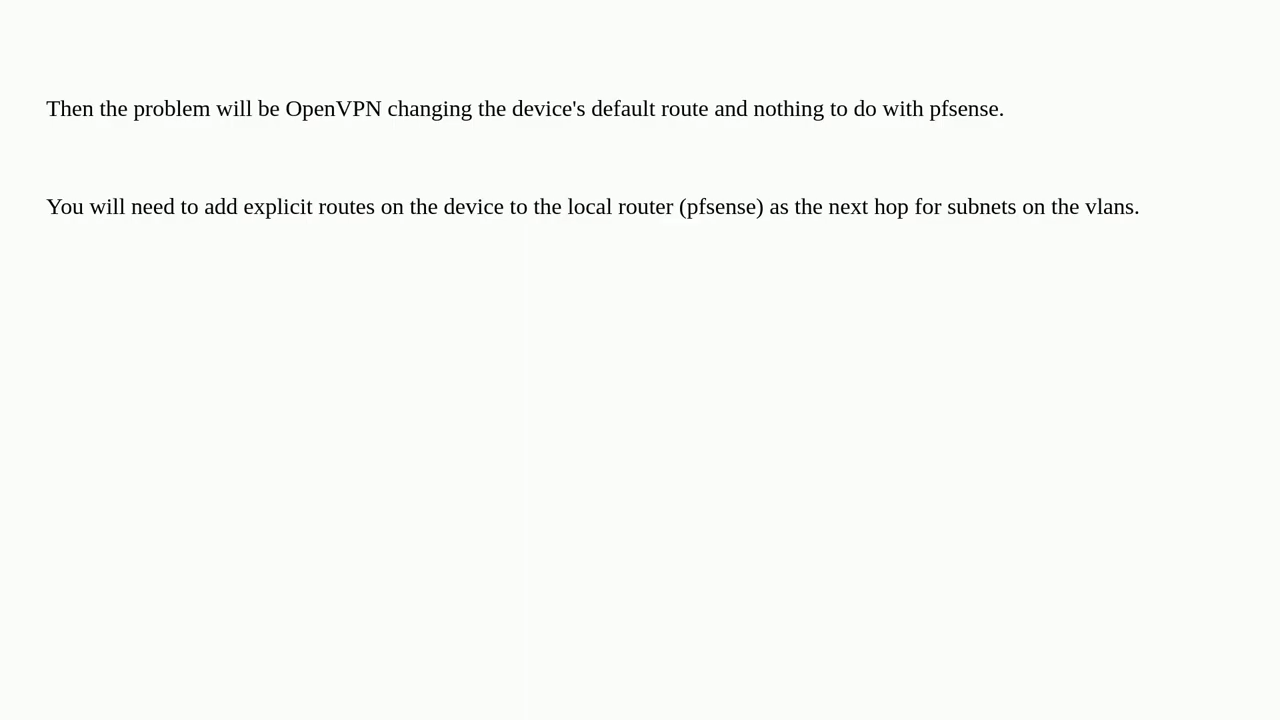 Then the problem will be OpenVPN changing the device's default route and nothing to do with pfsense.
You will need to add explicit routes on the device to the local router (pfsense) as the next hop for subnets on the vlans.